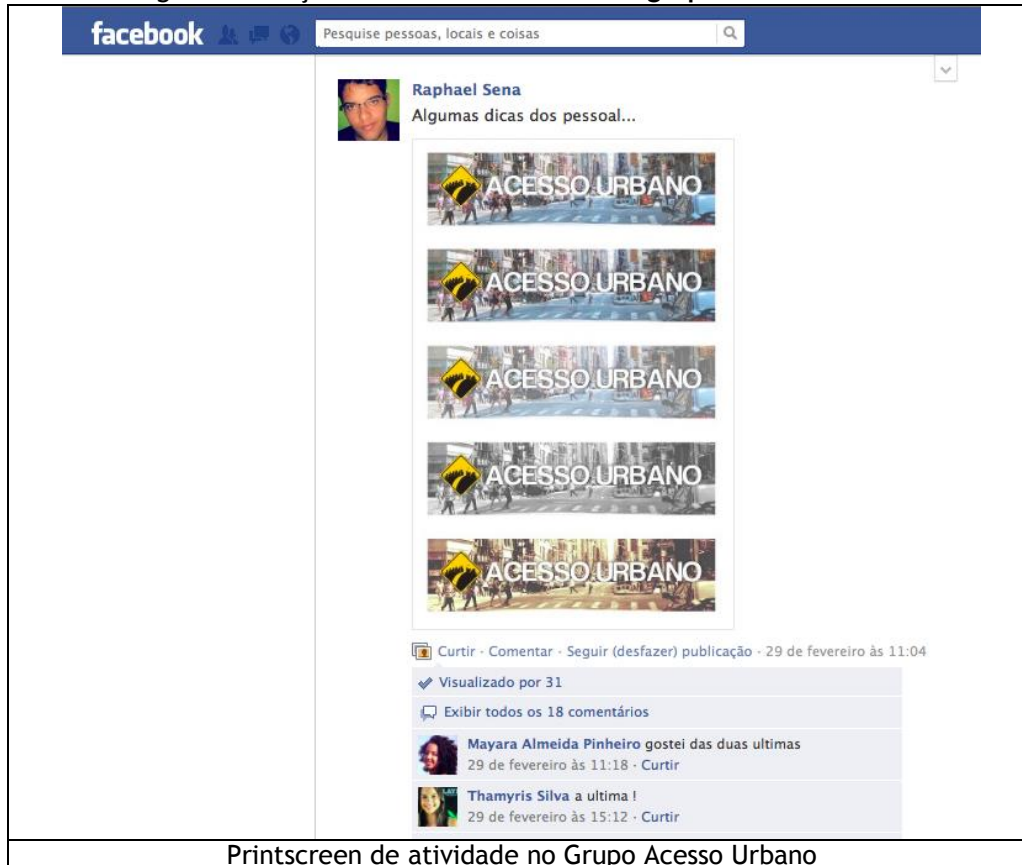 facebook
Pesquise pessoas, locais e coisas
Raphael Sena
Algumas dicas dos pessoal...
ACESSO.URBANO
ACESSO.URBANO
ACESSO.URBANO
ACESSO.URBANO
ACESSO.URBANO
Curtir · Comentar · Seguir (desfazer) publicação · 29 de fevereiro às 11:04
Visualizado por 31
Exibir todos os 18 comentários
Mayara Almeida Pinheiro gostei das duas ultimas
29 de fevereiro às 11:18 · Curtir
Thamyris Silva a ultima !
29 de fevereiro às 15:12 · Curtir
Printscreen de atividade no Grupo Acesso Urbano